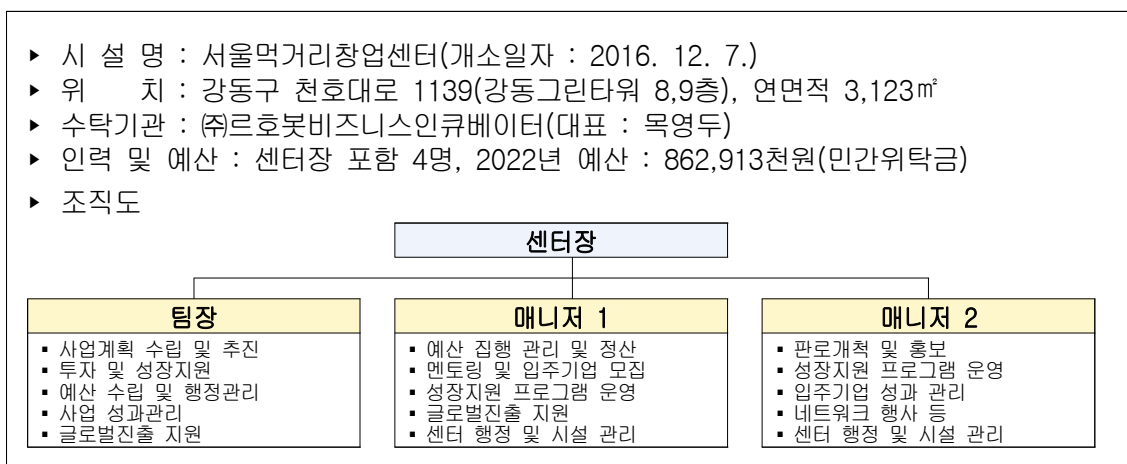 ▶ 시 설 명 : 서울먹거리창업센터(개소일자 : 2016. 12. 7.)
▶ 위 치 : 강동구 천호대로 1139(강동그린타워 8,9층), 연면적 3,123㎡
▶ 수탁기관 : ㈜르호봇비즈니스인큐베이터(대표 : 목영두)
▶ 인력 및 예산 : 센터장 포함 4명, 2022년 예산 : 862,913천원(민간위탁금)
▶ 조직도
센터장
팀장
▪ 사업계획 수립 및 추진
▪ 투자 및 성장지원
▪ 예산 수립 및 행정관리
▪ 사업 성과관리
▪ 글로벌진출 지원
매니저 1
▪ 예산 집행 관리 및 정산
▪ 멘토링 및 입주기업 모집
▪ 성장지원 프로그램 운영
▪ 글로벌진출 지원
▪ 센터 행정 및 시설 관리
매니저 2
▪ 판로개척 및 홍보
▪ 성장지원 프로그램 운영
▪ 입주기업 성과 관리
▪ 네트워크 행사 등
▪ 센터 행정 및 시설 관리